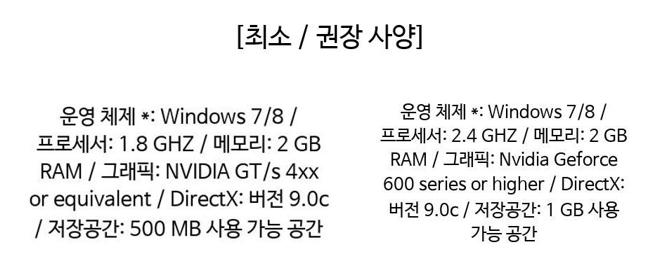 [최소 / 권장 사양]
운영 체제 *: Windows 7/8 /
프로세서: 1.8 GHZ / 메모리: 2 GB
RAM / 그래픽: NVIDIA GT/s 4xx
or equivalent / DirectX: 버전 9.0c
/ 저장공간: 500 MB 사용 가능 공간
운영 체제 *: Windows 7/8 /
프로세서: 2.4 GHZ / 메모리: 2 GB
RAM / 그래픽: Nvidia Geforce
600 series or higher / DirectX:
버전 9.0c / 저장공간: 1 GB 사용
가능 공간